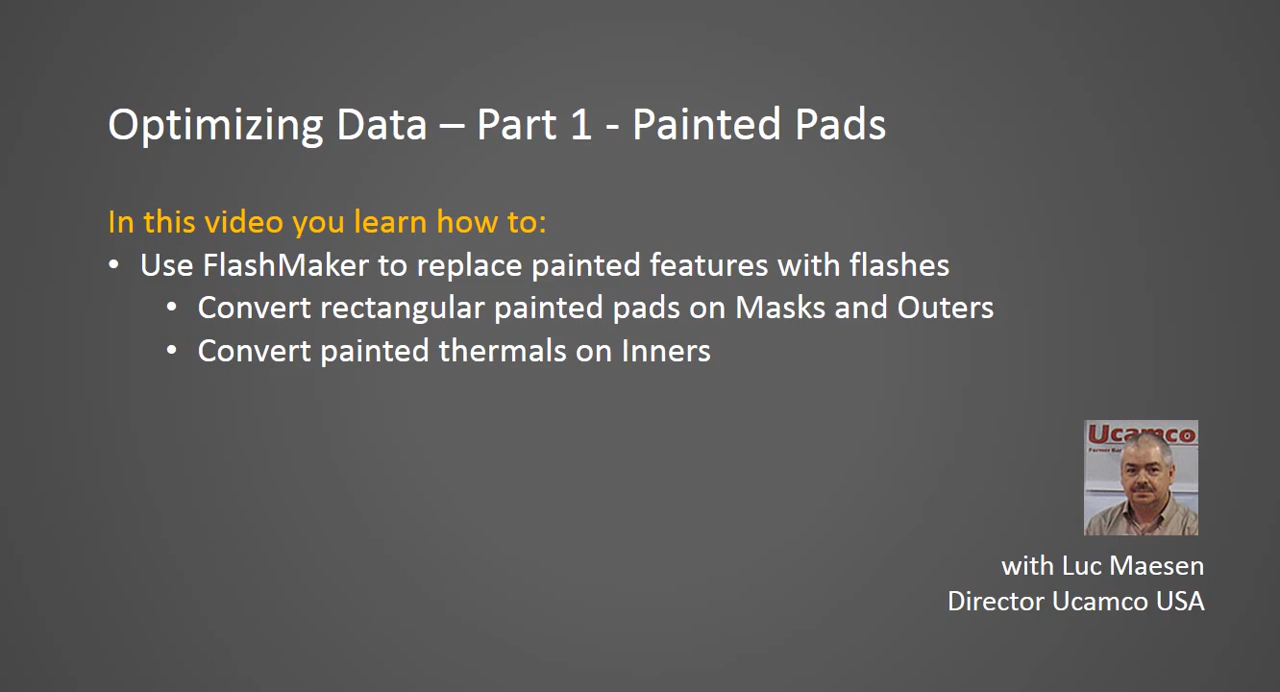 Optimizing Data – Part 1 - Painted Pads
In this video you learn how to:
• Use FlashMaker to replace painted features with flashes
• Convert rectangular painted pads on Masks and Outers
• Convert painted thermals on Inners
Ucamco
with Luc Maesen
Director Ucamco USA